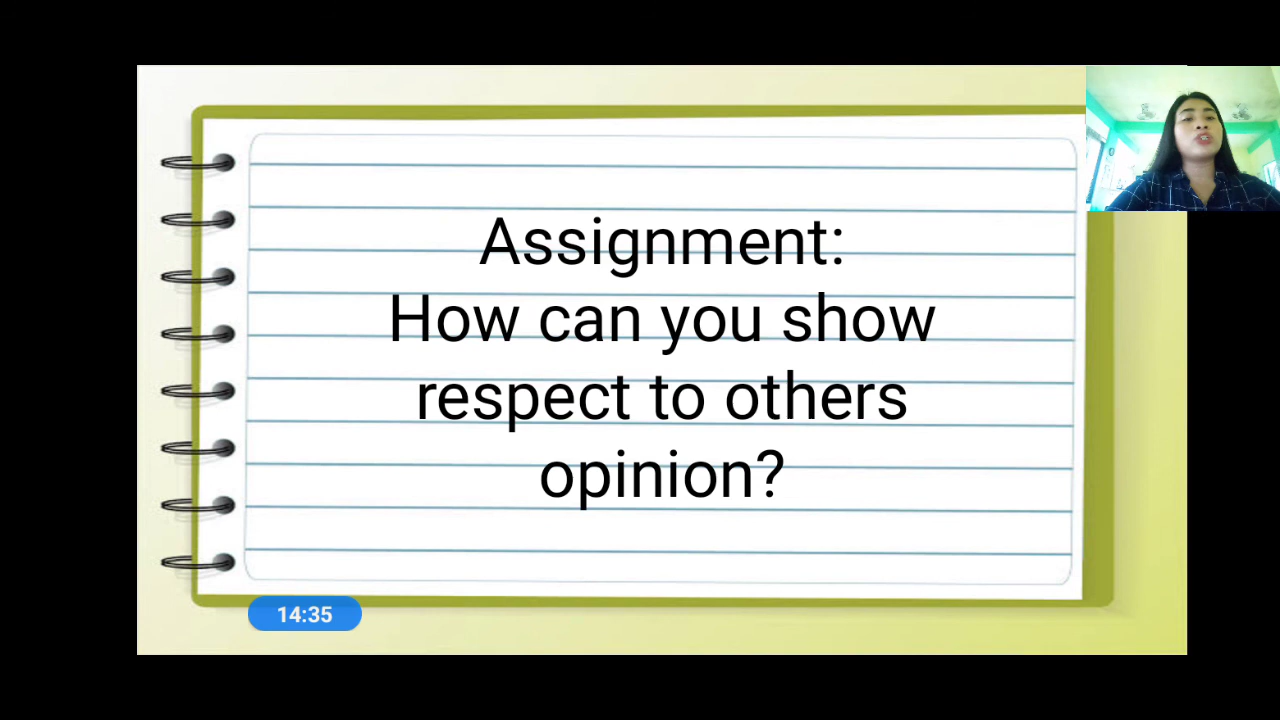 Assignment:
How can you show
respect to others
opinion?
14:35